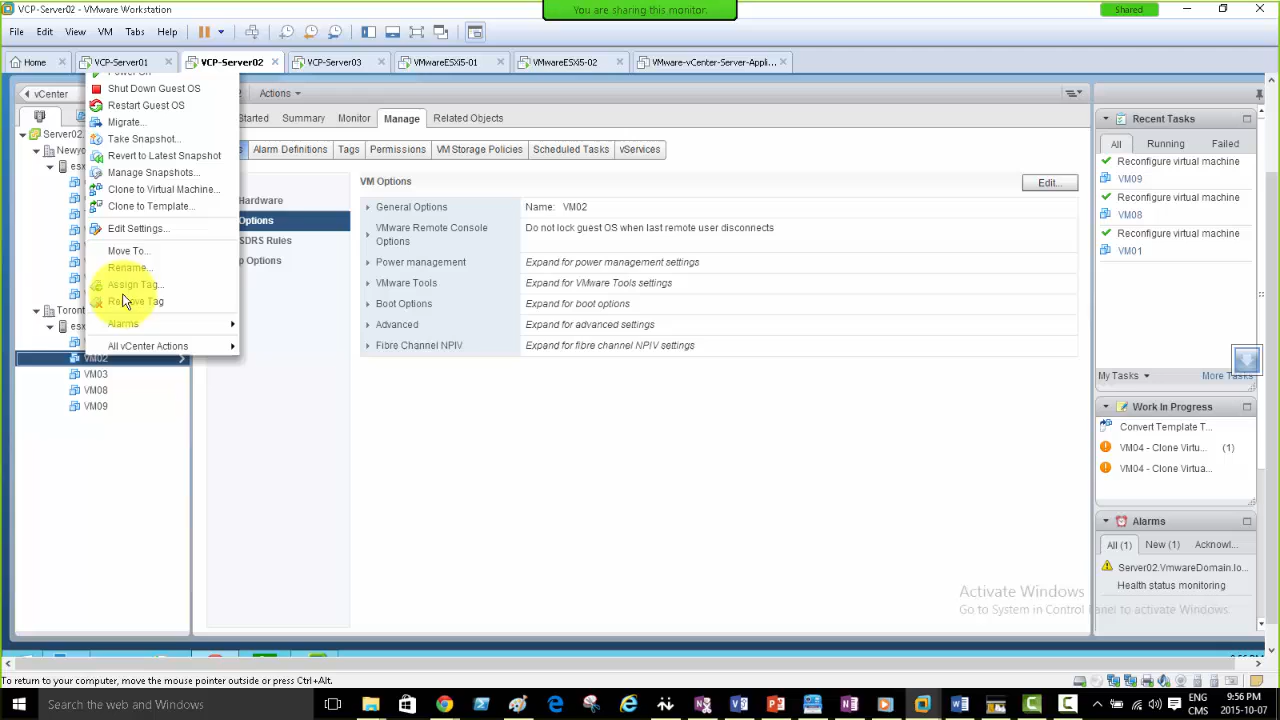 VCP-Server02 - VMware Workstation
You are sharing this monitor.
Shared
File Edit View VM Tabs Help
Home VCP-Server01 VCP-Server02 VCP-Server03 VMwareESXi5-01 VMwareESXi5-02 VMware-vCenter-Server-Appli...
vCenter
Actions
Started Summary Monitor Manage Related Objects
Alarm Definitions Tags Permissions VM Storage Policies Scheduled Tasks vServices
Server02.
Newyo
esx
Toront
esx
VM02
VM03
VM08
VM09
Power On
Shut Down Guest OS
Restart Guest OS
Migrate...
Take Snapshot...
Revert to Latest Snapshot
Manage Snapshots...
Clone to Virtual Machine...
Clone to Template...
Edit Settings...
Move To...
Rename...
Assign Tag...
Remove Tag
Alarms
All vCenter Actions
Hardware
Options
SDRS Rules
p Options
VM Options
Edit...
General Options Name: VM02
VMware Remote Console Options Do not lock guest OS when last remote user disconnects
Power management Expand for power management settings
VMware Tools Expand for VMware Tools settings
Boot Options Expand for boot options
Advanced Expand for advanced settings
Fibre Channel NPIV Expand for fibre channel NPIV settings
Recent Tasks
All Running Failed
Reconfigure virtual machine
VM09
Reconfigure virtual machine
VM08
Reconfigure virtual machine
VM01
My Tasks More Tasks
Work In Progress
Convert Template T...
VM04 - Clone Virtu... (1)
VM04 - Clone Virtua...
Alarms
All (1) New (1) Acknowl...
Server02.VmwareDomain.lo...
Health status monitoring
Activate Windows
Go to System in Control Panel to activate Windows.
To return to your computer, move the mouse pointer outside or press Ctrl+Alt.
Search the web and Windows
ENG
CMS
9:56 PM
2015-10-07